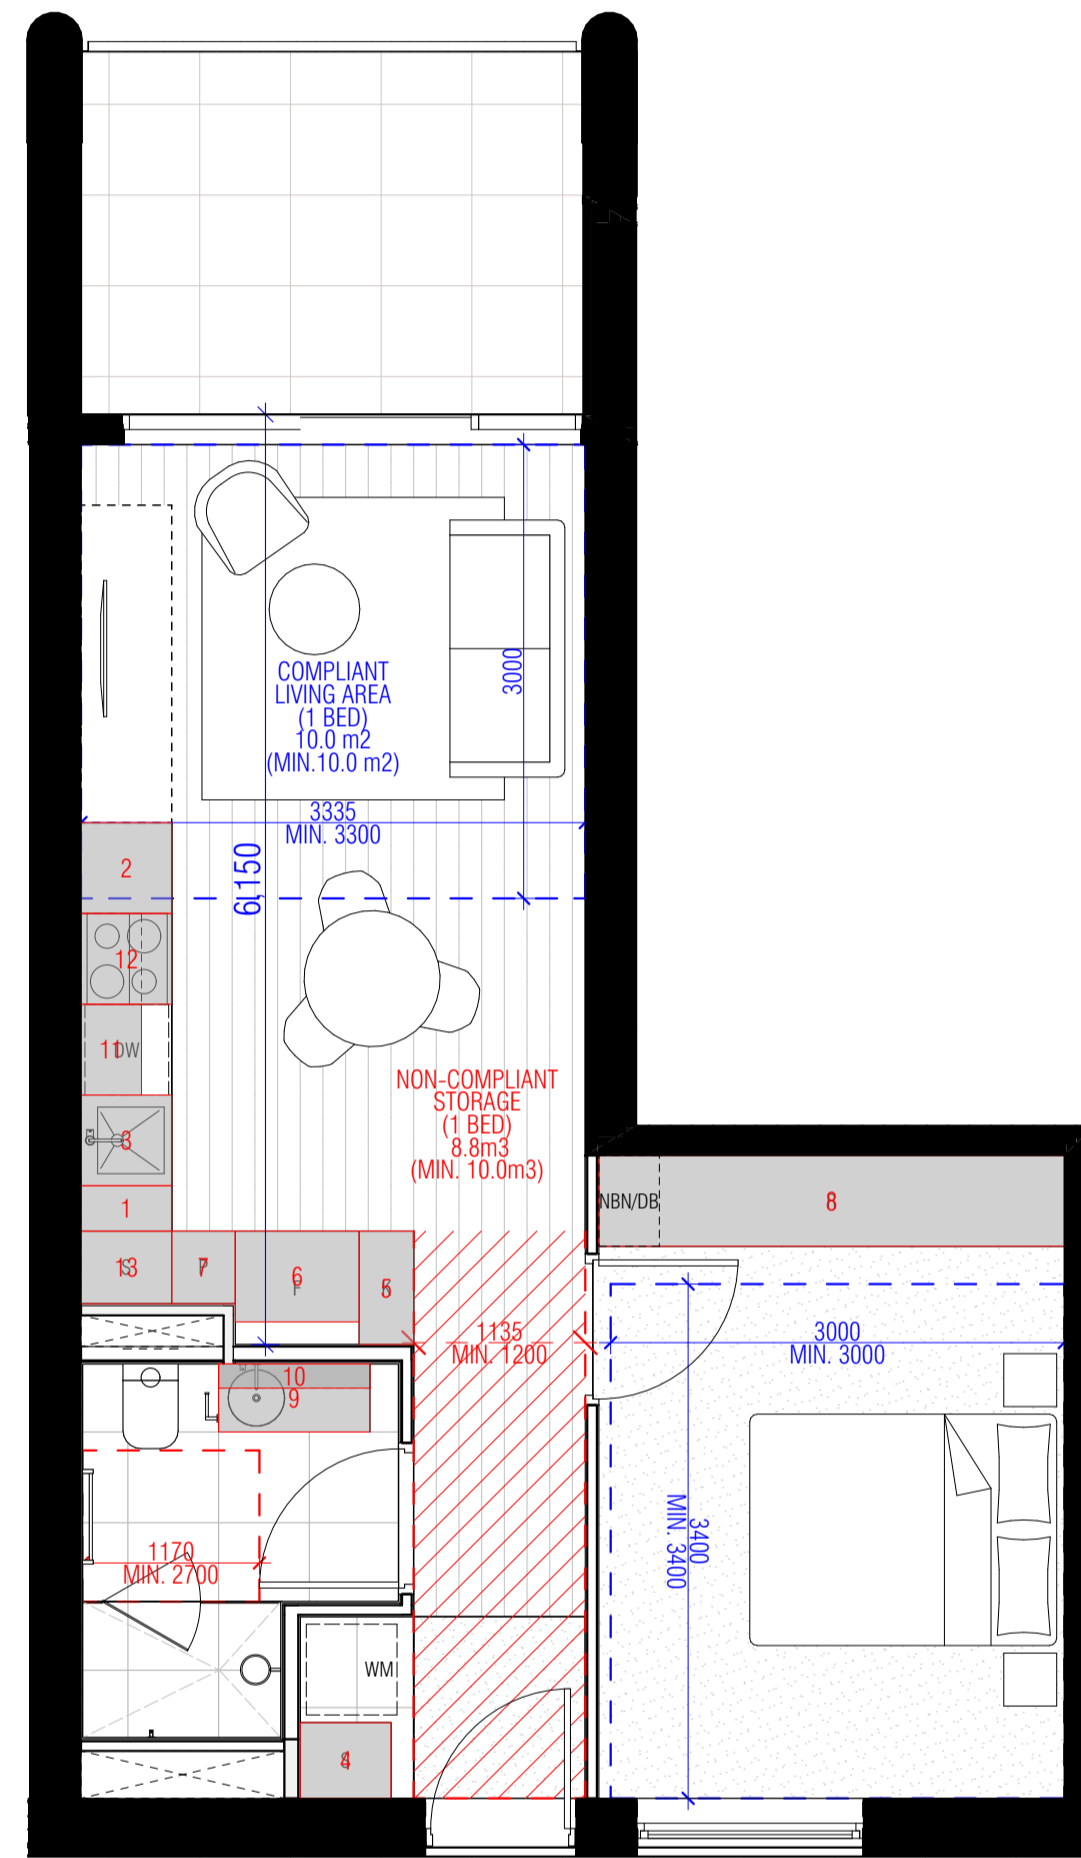 COMPLIANT
LIVING AREA
(1 BED)
10.0 m2
(MIN.10.0 m2)
3000
3335
MIN. 3300
6,150
2
12
11
DW
3
1
NON-COMPLIANT
STORAGE
(1 BED)
8.8m3
(MIN. 10.0m3)
NBN/DB
8
13
S
7
P
6
F
5
1135
MIN. 1200
3000
MIN. 3000
10
9
3400
MIN. 3400
1170
MIN. 2700
WM
4
S